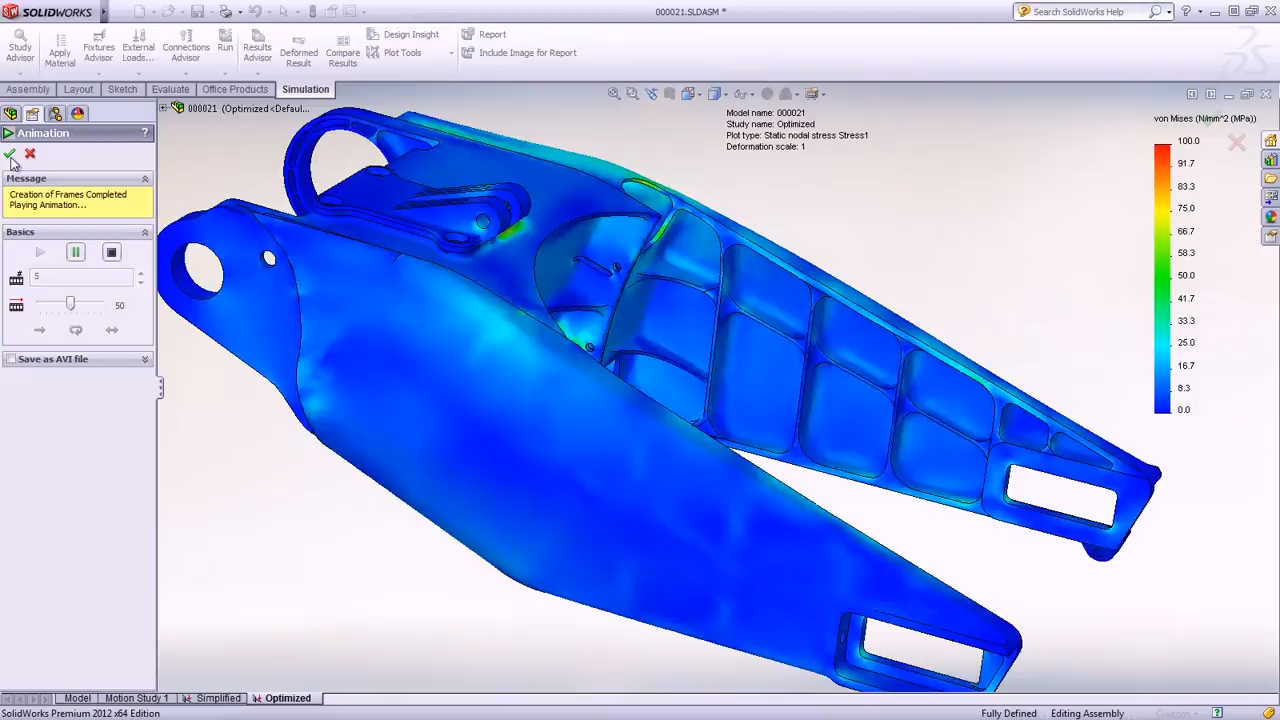 SOLIDWORKS
000021.SLDASM *
Search SolidWorks Help
Study Advisor
Apply Material
Fixtures Advisor
External Loads...
Connections Advisor
Run
Results Advisor
Deformed Result
Compare Results
Design Insight
Plot Tools
Report
Include Image for Report
Assembly
Layout
Sketch
Evaluate
Office Products
Simulation
000021 (Optimized<Defaul...
Animation
?
Message
Creation of Frames Completed
Playing Animation...
Basics
5
50
Save as AVI file
Model name: 000021
Study name: Optimized
Plot type: Static nodal stress Stress1
Deformation scale: 1
von Mises (N/mm^2 (MPa))
100.0
91.7
83.3
75.0
66.7
58.3
50.0
41.7
33.3
25.0
16.7
8.3
0.0
Model
Motion Study 1
Simplified
Optimized
SolidWorks Premium 2012 x64 Edition
Fully Defined
Editing Assembly
Custom